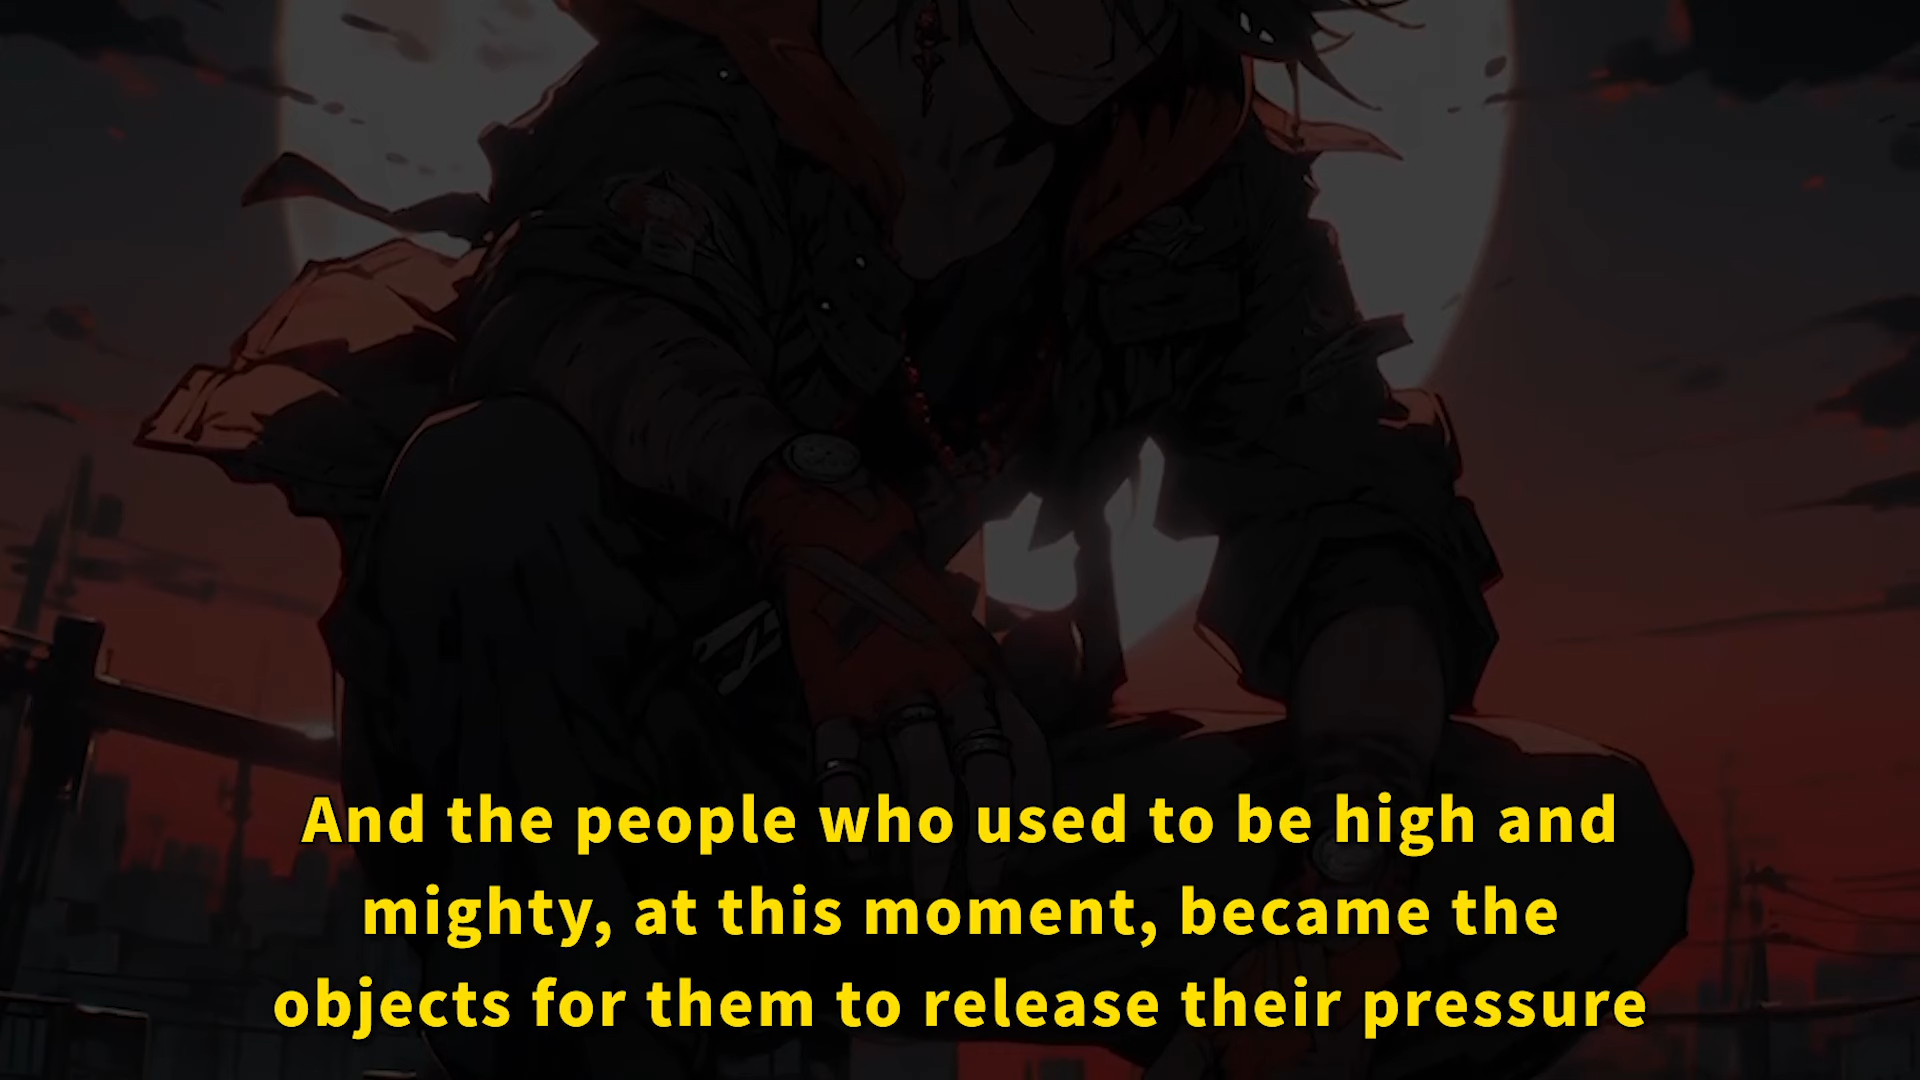 And the people who used to be high and
mighty, at this moment, became the
objects for them to release their pressure